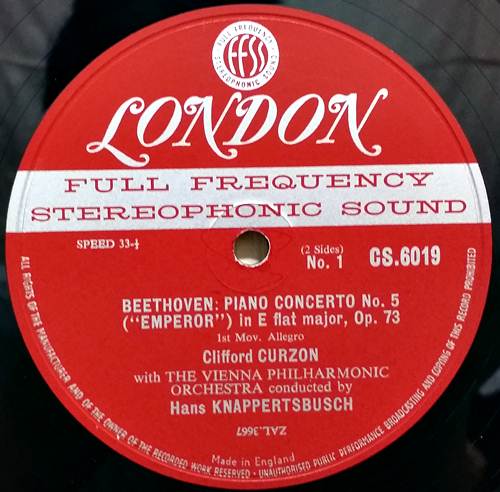 FULL FREQUENCY
FFSS
STEREOPHONIC SOUND
LONDON
FULL FREQUENCY
STEREOPHONIC SOUND
SPEED 33-⅓
(2 Sides)
No. 1
CS.6019
BEETHOVEN: PIANO CONCERTO No. 5
("EMPEROR") in E flat major, Op. 73
1st Mov. Allegro
Clifford CURZON
with THE VIENNA PHILHARMONIC
ORCHESTRA conducted by
Hans KNAPPERTSBUSCH
ZAL.3667
Made in England
ALL RIGHTS OF THE MANUFACTURER AND OF THE OWNER OF THE RECORDED WORK RESERVED - UNAUTHORISED PUBLIC PERFORMANCE BROADCASTING AND COPYING OF THIS RECORD PROHIBITED